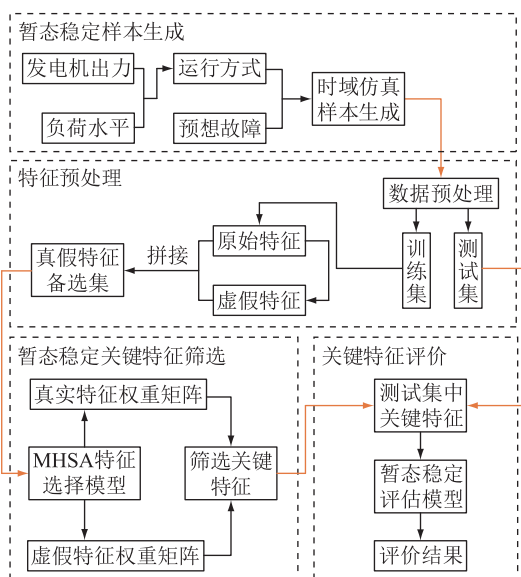 暂态稳定样本生成
发电机出力
运行方式
时域仿真
样本生成
负荷水平
预想故障
特征预处理
数据预处理
真假特征
备选集
拼接
原始特征
虚假特征
训练集
测试集
暂态稳定关键特征筛选
真实特征权重矩阵
MHSA特征
选择模型
筛选关键
特征
虚假特征权重矩阵
关键特征评价
测试集中
关键特征
暂态稳定
评估模型
评价结果